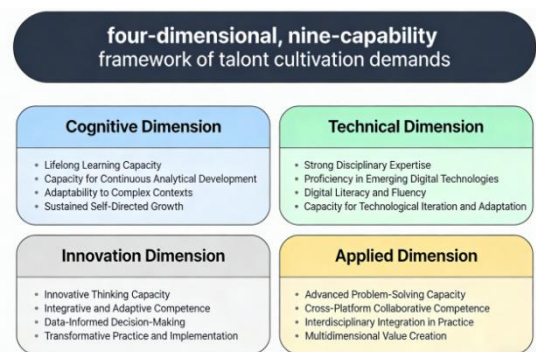 four-dimensional, nine-capability
framework of talont cultivation demands
Cognitive Dimension
• Lifelong Learning Capacity
• Capacity for Continuous Analytical Development
• Adaptability to Complex Contexts
• Sustained Self-Directed Growth
Technical Dimension
• Strong Disciplinary Expertise
• Proficiency in Emerging Digital Technologies
• Digital Literacy and Fluency
• Capacity for Technological Iteration and Adaptation
Innovation Dimension
• Innovative Thinking Capacity
• Integrative and Adaptive Competence
• Data-Informed Decision-Making
• Transformative Practice and Implementation
Applied Dimension
• Advanced Problem-Solving Capacity
• Cross-Platform Collaborative Competence
• Interdisciplinary Integration in Practice
• Multidimensional Value Creation